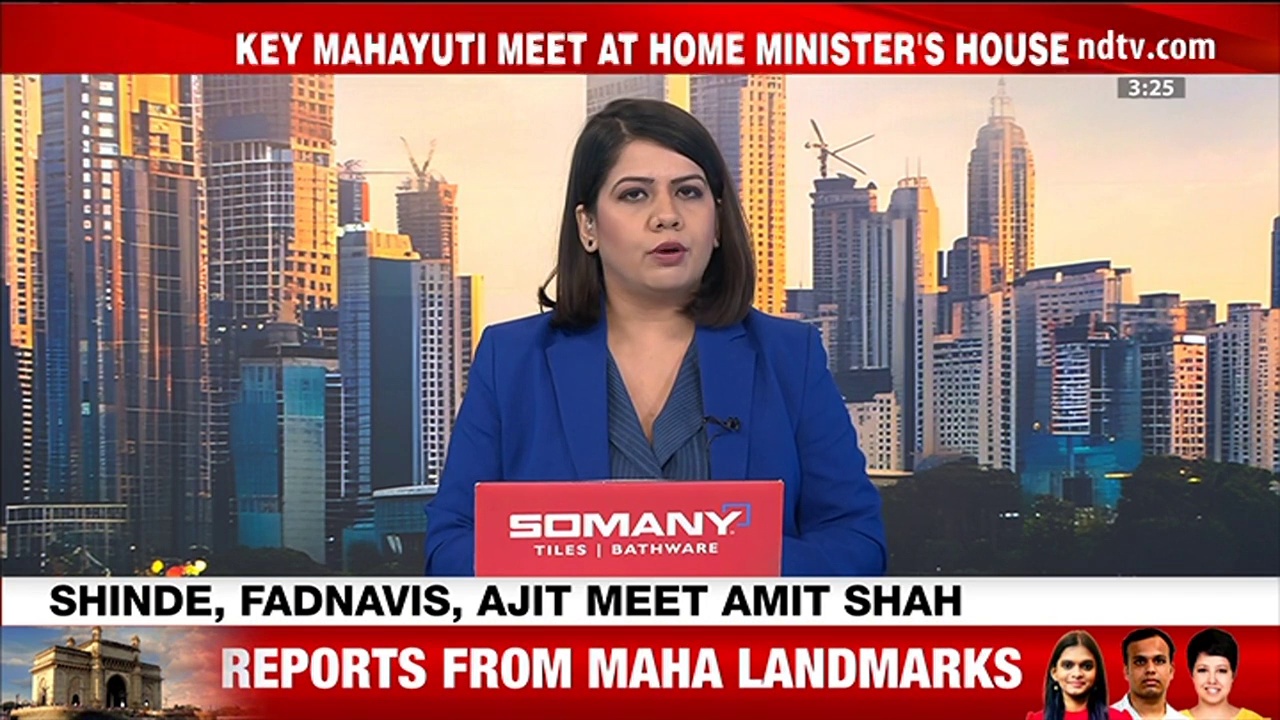 KEY MAHAYUTI MEET AT HOME MINISTER'S HOUSE ndtv.com
3:25
SOMANY
TILES | BATHWARE
SHINDE, FADNAVIS, AJIT MEET AMIT SHAH
REPORTS FROM MAHA LANDMARKS